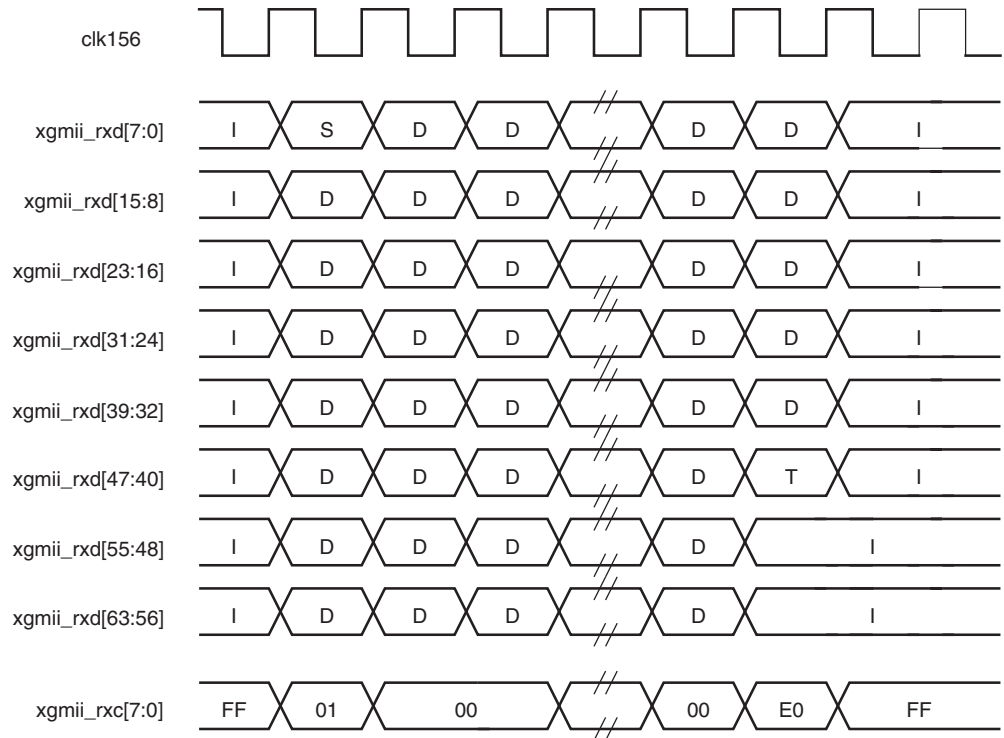 clk156
xgmii_rxd[7:0] I S D D D D I
xgmii_rxd[15:8] I D D D D D I
xgmii_rxd[23:16] I D D D D D I
xgmii_rxd[31:24] I D D D D D I
xgmii_rxd[39:32] I D D D D D I
xgmii_rxd[47:40] I D D D D T I
xgmii_rxd[55:48] I D D D D I
xgmii_rxd[63:56] I D D D D I
xgmii_rxc[7:0] FF 01 00 00 E0 FF